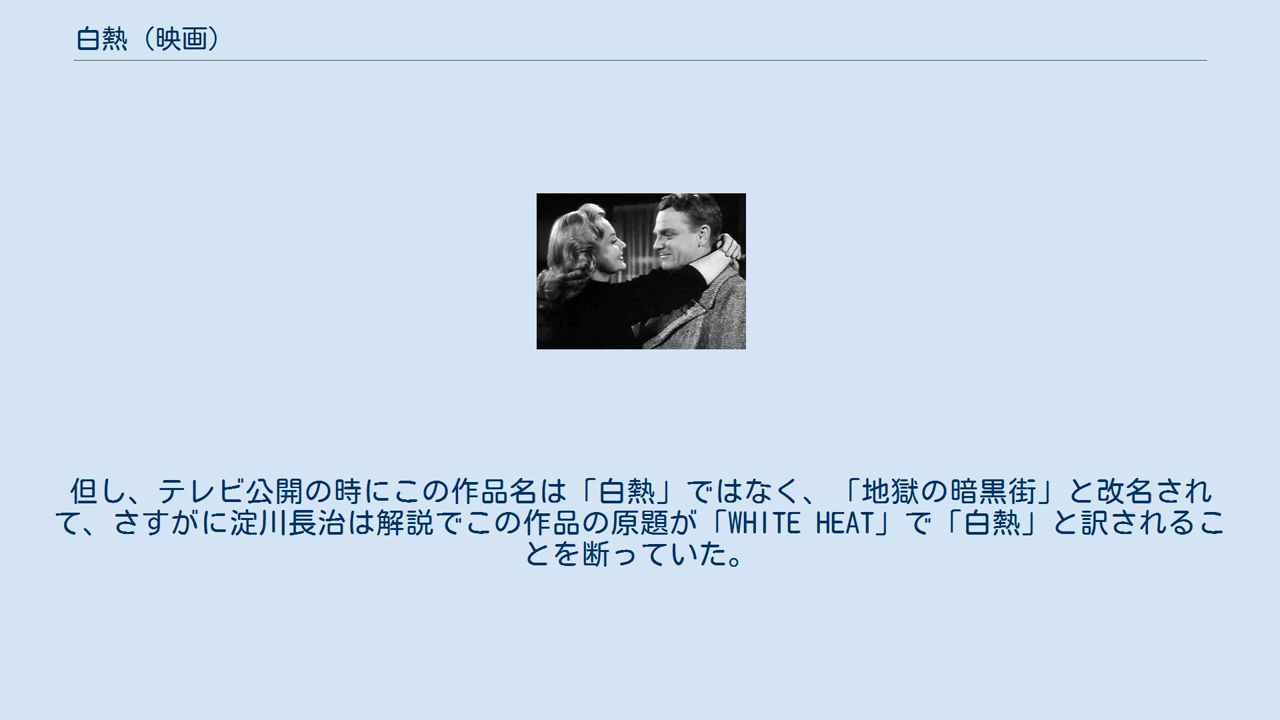 白熱（映画）
但し、テレビ公開の時にこの作品名は「白熱」ではなく、「地獄の暗黒街」と改名され
て、さすがに淀川長治は解説でこの作品の原題が「WHITE HEAT」で「白熱」と訳されるこ
とを断っていた。